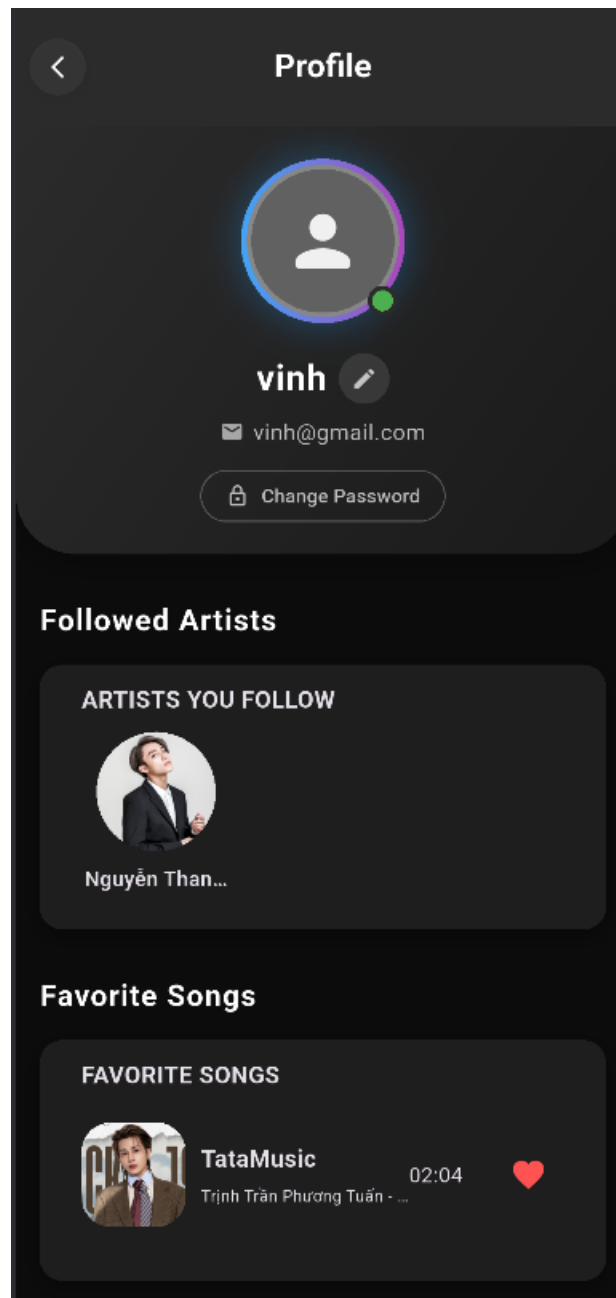 Profile
vinh
vinh@gmail.com
Change Password
Followed Artists
ARTISTS YOU FOLLOW
Nguyễn Than...
Favorite Songs
FAVORITE SONGS
TataMusic
02:04
Trịnh Trần Phương Tuấn - ...